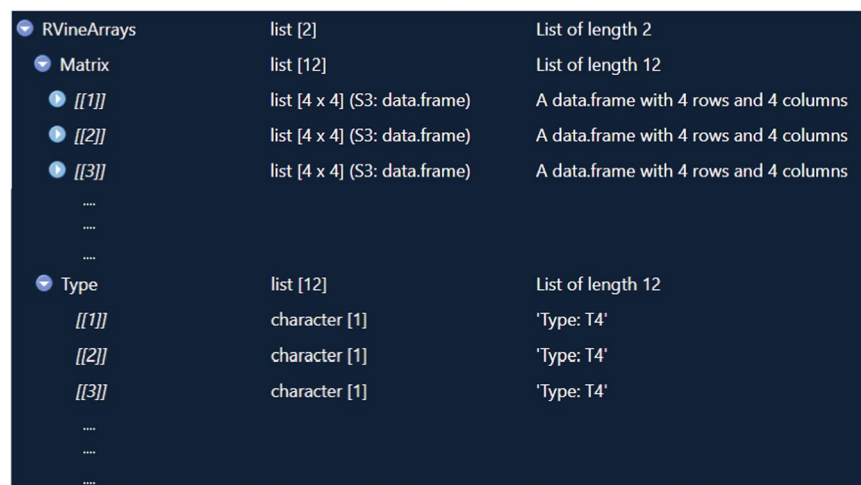 RVineArrays list [2] List of length 2
Matrix list [12] List of length 12
[[1]] list [4 x 4] (S3: data.frame) A data.frame with 4 rows and 4 columns
[[2]] list [4 x 4] (S3: data.frame) A data.frame with 4 rows and 4 columns
[[3]] list [4 x 4] (S3: data.frame) A data.frame with 4 rows and 4 columns
....
....
....
Type list [12] List of length 12
[[1]] character [1] 'Type: T4'
[[2]] character [1] 'Type: T4'
[[3]] character [1] 'Type: T4'
....
....
....